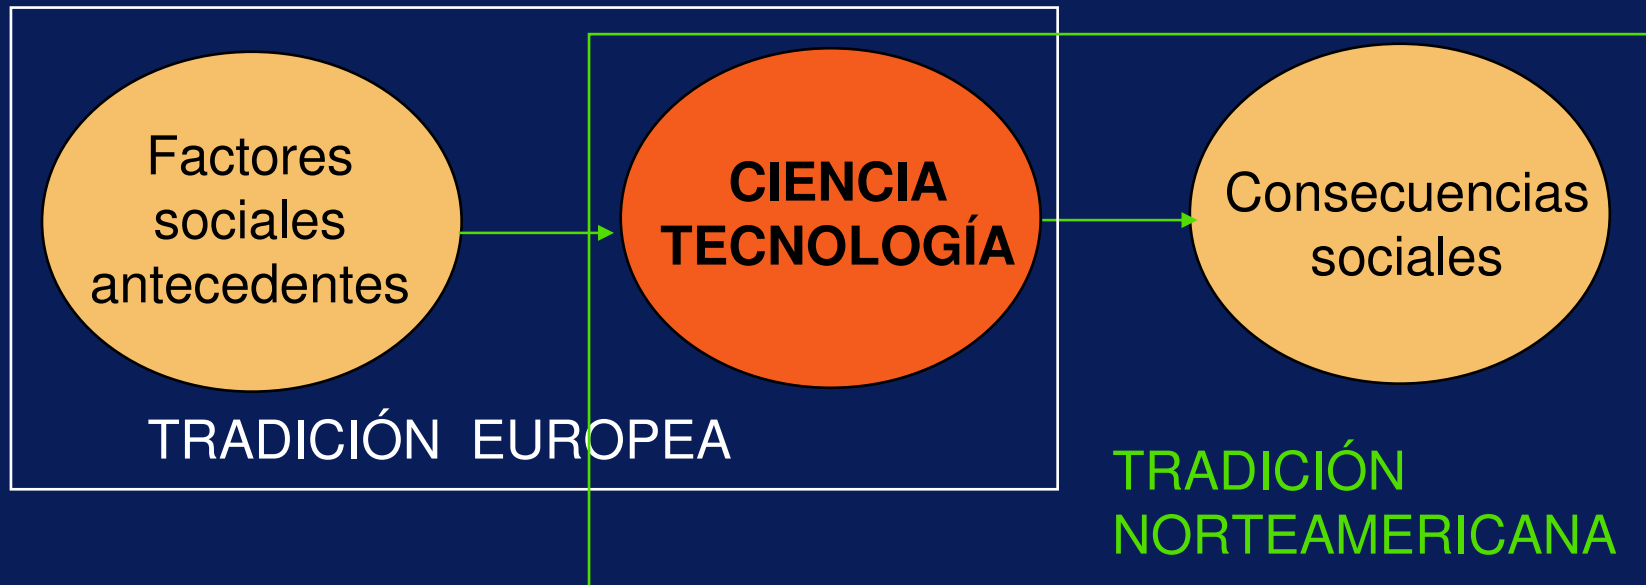 Factores
sociales
antecedentes
CIENCIA
TECNOLOGÍA
Consecuencias
sociales
TRADICIÓN EUROPEA
TRADICIÓN
NORTEAMERICANA